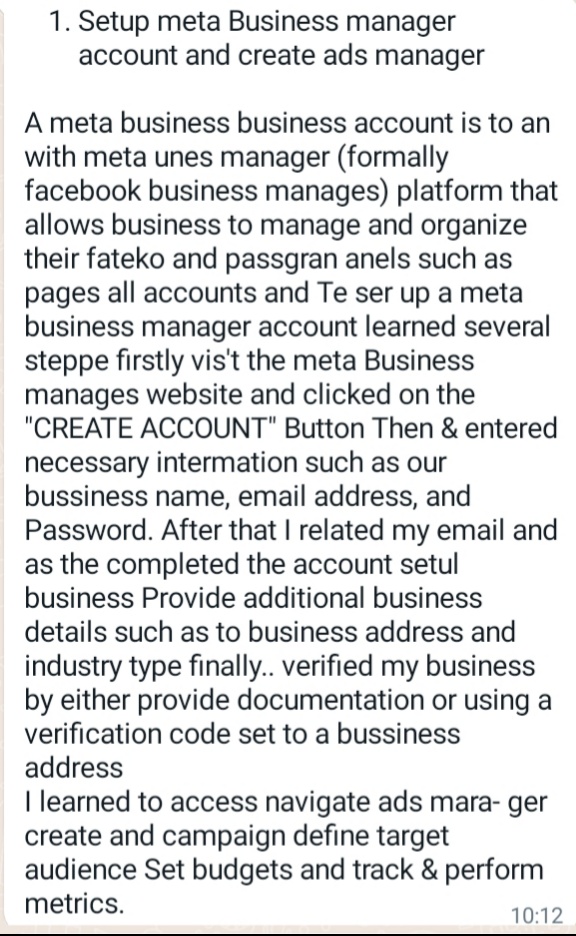 1. Setup meta Business manager
account and create ads manager
A meta business business account is to an
with meta unes manager (formally
facebook business manages) platform that
allows business to manage and organize
their fateko and passgran anels such as
pages all accounts and Te ser up a meta
business manager account learned several
steppe firstly vis't the meta Business
manages website and clicked on the
"CREATE ACCOUNT" Button Then & entered
necessary intermation such as our
bussiness name, email address, and
Password. After that I related my email and
as the completed the account setul
business Provide additional business
details such as to business address and
industry type finally.. verified my business
by either provide documentation or using a
verification code set to a bussiness
address
I learned to access navigate ads mara- ger
create and campaign define target
audience Set budgets and track & perform
metrics.
10:12